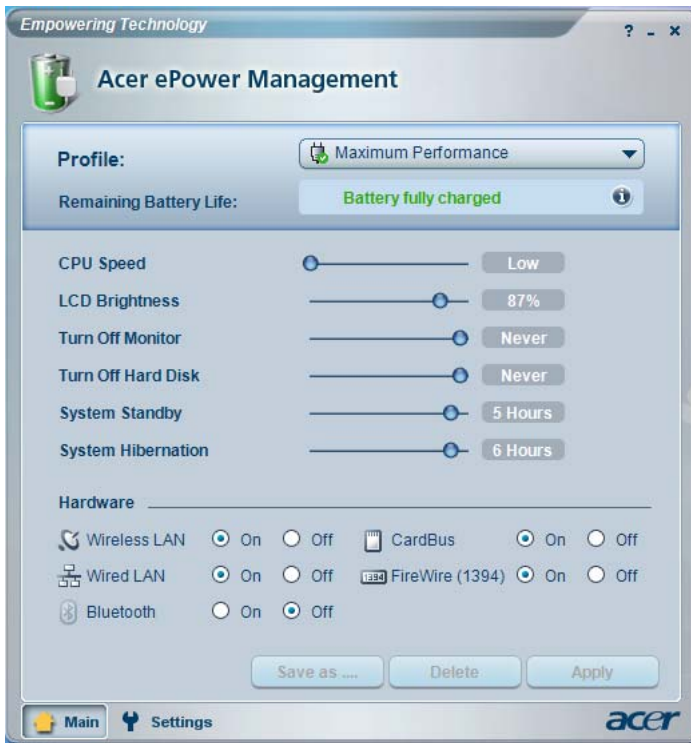 Empowering Technology
? - ×
Acer ePower Management
Profile: Maximum Performance
Remaining Battery Life: Battery fully charged
CPU Speed Low
LCD Brightness 87%
Turn Off Monitor Never
Turn Off Hard Disk Never
System Standby 5 Hours
System Hibernation 6 Hours
Hardware
Wireless LAN On Off CardBus On Off
Wired LAN On Off 1394 FireWire (1394) On Off
Bluetooth On Off
Save as .... Delete Apply
Main Settings acer